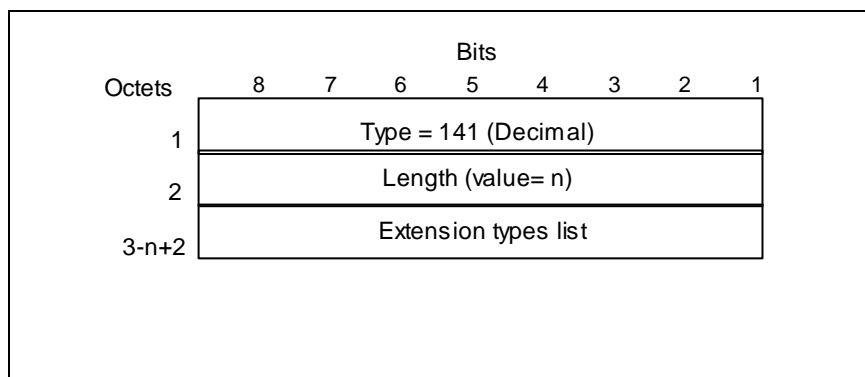 Bits
Octets 8 7 6 5 4 3 2 1
1 Type = 141 (Decimal)
2 Length (value= n)
3-n+2 Extension types list